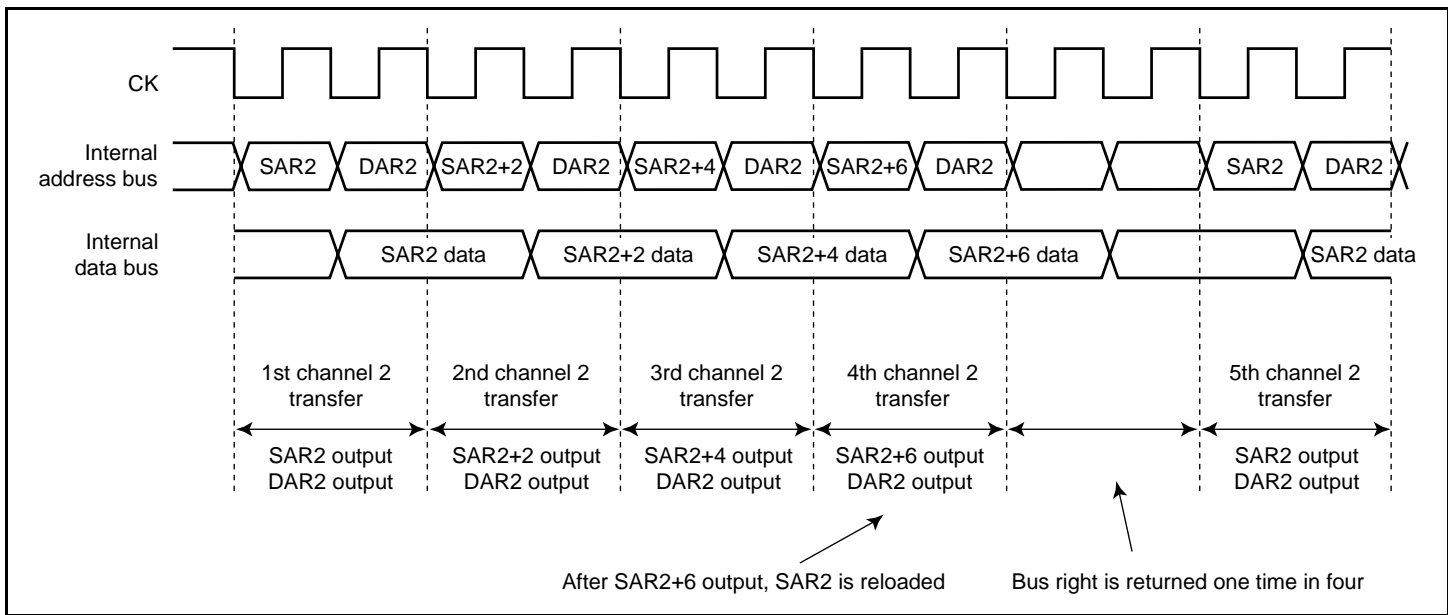 CK
Internal
address bus
SAR2 DAR2 SAR2+2 DAR2 SAR2+4 DAR2 SAR2+6 DAR2 SAR2 DAR2
Internal
data bus
SAR2 data SAR2+2 data SAR2+4 data SAR2+6 data SAR2 data
1st channel 2
transfer
2nd channel 2
transfer
3rd channel 2
transfer
4th channel 2
transfer
5th channel 2
transfer
SAR2 output
DAR2 output
SAR2+2 output
DAR2 output
SAR2+4 output
DAR2 output
SAR2+6 output
DAR2 output
SAR2 output
DAR2 output
After SAR2+6 output, SAR2 is reloaded
Bus right is returned one time in four